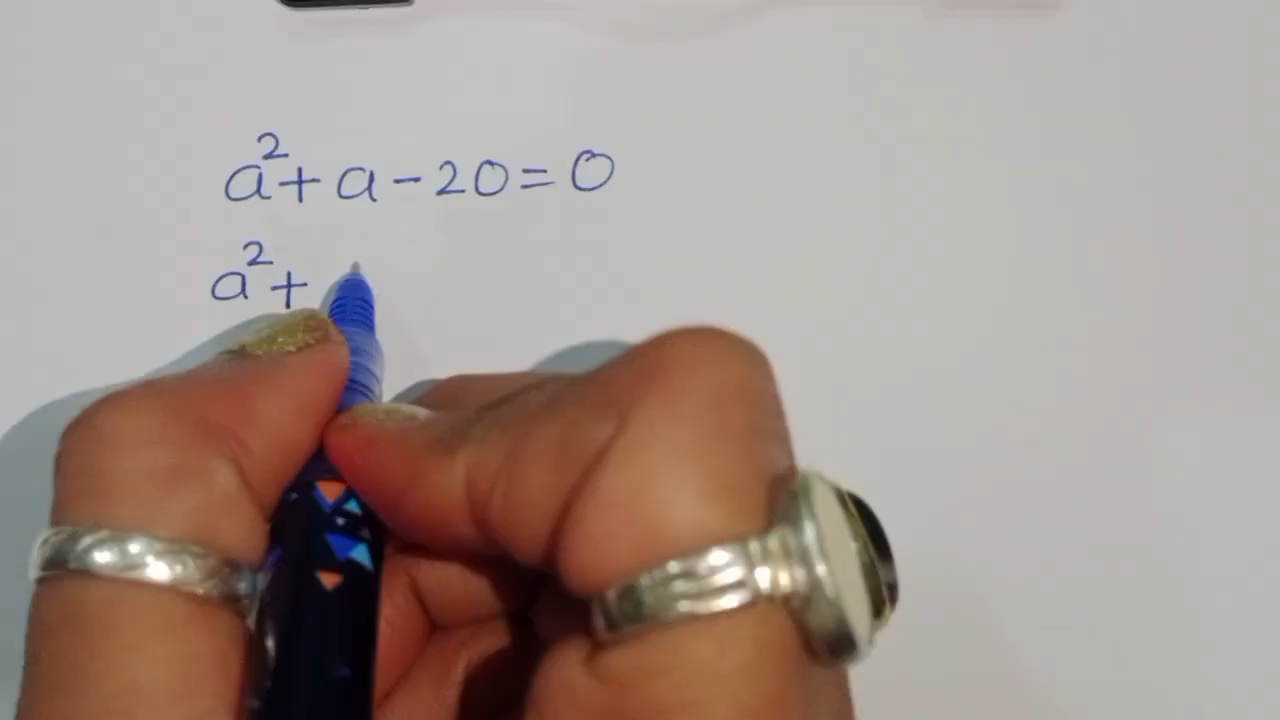 a² + a - 20 = 0
a² +